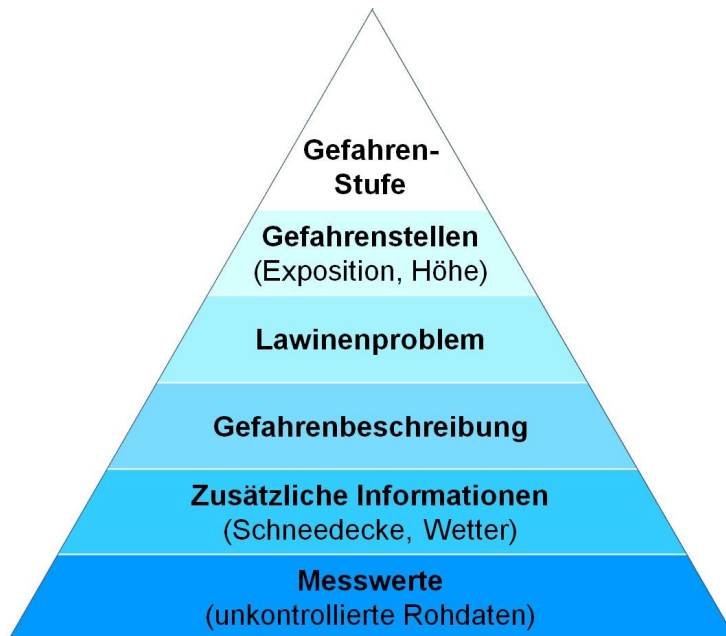 Gefahren-
Stufe
Gefahrenstellen
(Exposition, Höhe)
Lawinenproblem
Gefahrenbeschreibung
Zusätzliche Informationen
(Schneedecke, Wetter)
Messwerte
(unkontrollierte Rohdaten)